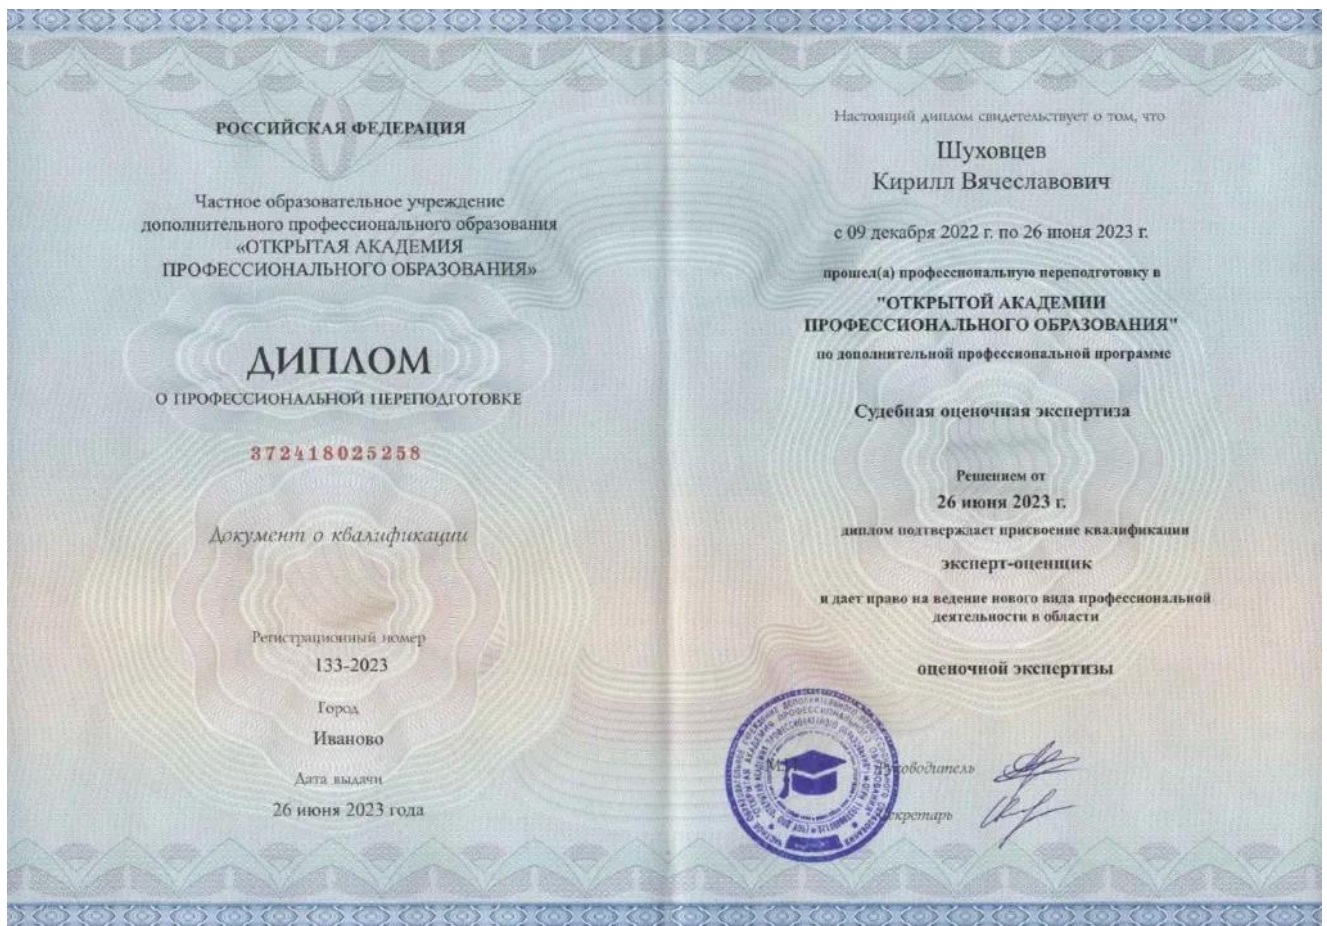 РОССИЙСКАЯ ФЕДЕРАЦИЯ
Частное образовательное учреждение
дополнительного профессионального образования
«ОТКРЫТАЯ АКАДЕМИЯ
ПРОФЕССИОНАЛЬНОГО ОБРАЗОВАНИЯ»
ДИПЛОМ
О ПРОФЕССИОНАЛЬНОЙ ПЕРЕПОДГОТОВКЕ
372418025258
Документ о квалификации
Регистрационный номер
133-2023
Город
Иваново
Дата выдачи
26 июня 2023 года
Настоящий диплом свидетельствует о том, что
Шуховцев
Кирилл Вячеславович
с 09 декабря 2022 г. по 26 июня 2023 г.
прошел(а) профессиональную переподготовку в
"ОТКРЫТОЙ АКАДЕМИИ
ПРОФЕССИОНАЛЬНОГО ОБРАЗОВАНИЯ"
по дополнительной профессиональной программе
Судебная оценочная экспертиза
Решением от
26 июня 2023 г.
диплом подтверждает присвоение квалификации
эксперт-оценщик
и дает право на ведение нового вида профессиональной
деятельности в области
оценочной экспертизы
Руководитель
Секретарь